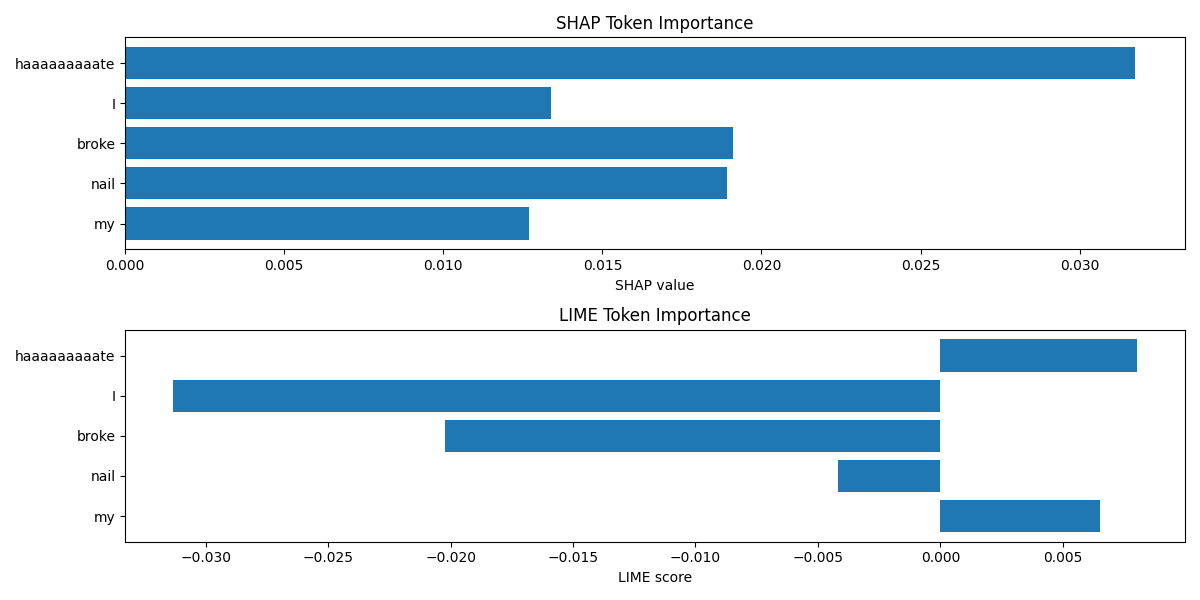 SHAP Token Importance
haaaaaaaaate
I
broke
nail
my
0.000 0.005 0.010 0.015 0.020 0.025 0.030
SHAP value
LIME Token Importance
haaaaaaaaate
I
broke
nail
my
−0.030 −0.025 −0.020 −0.015 −0.010 −0.005 0.000 0.005
LIME score